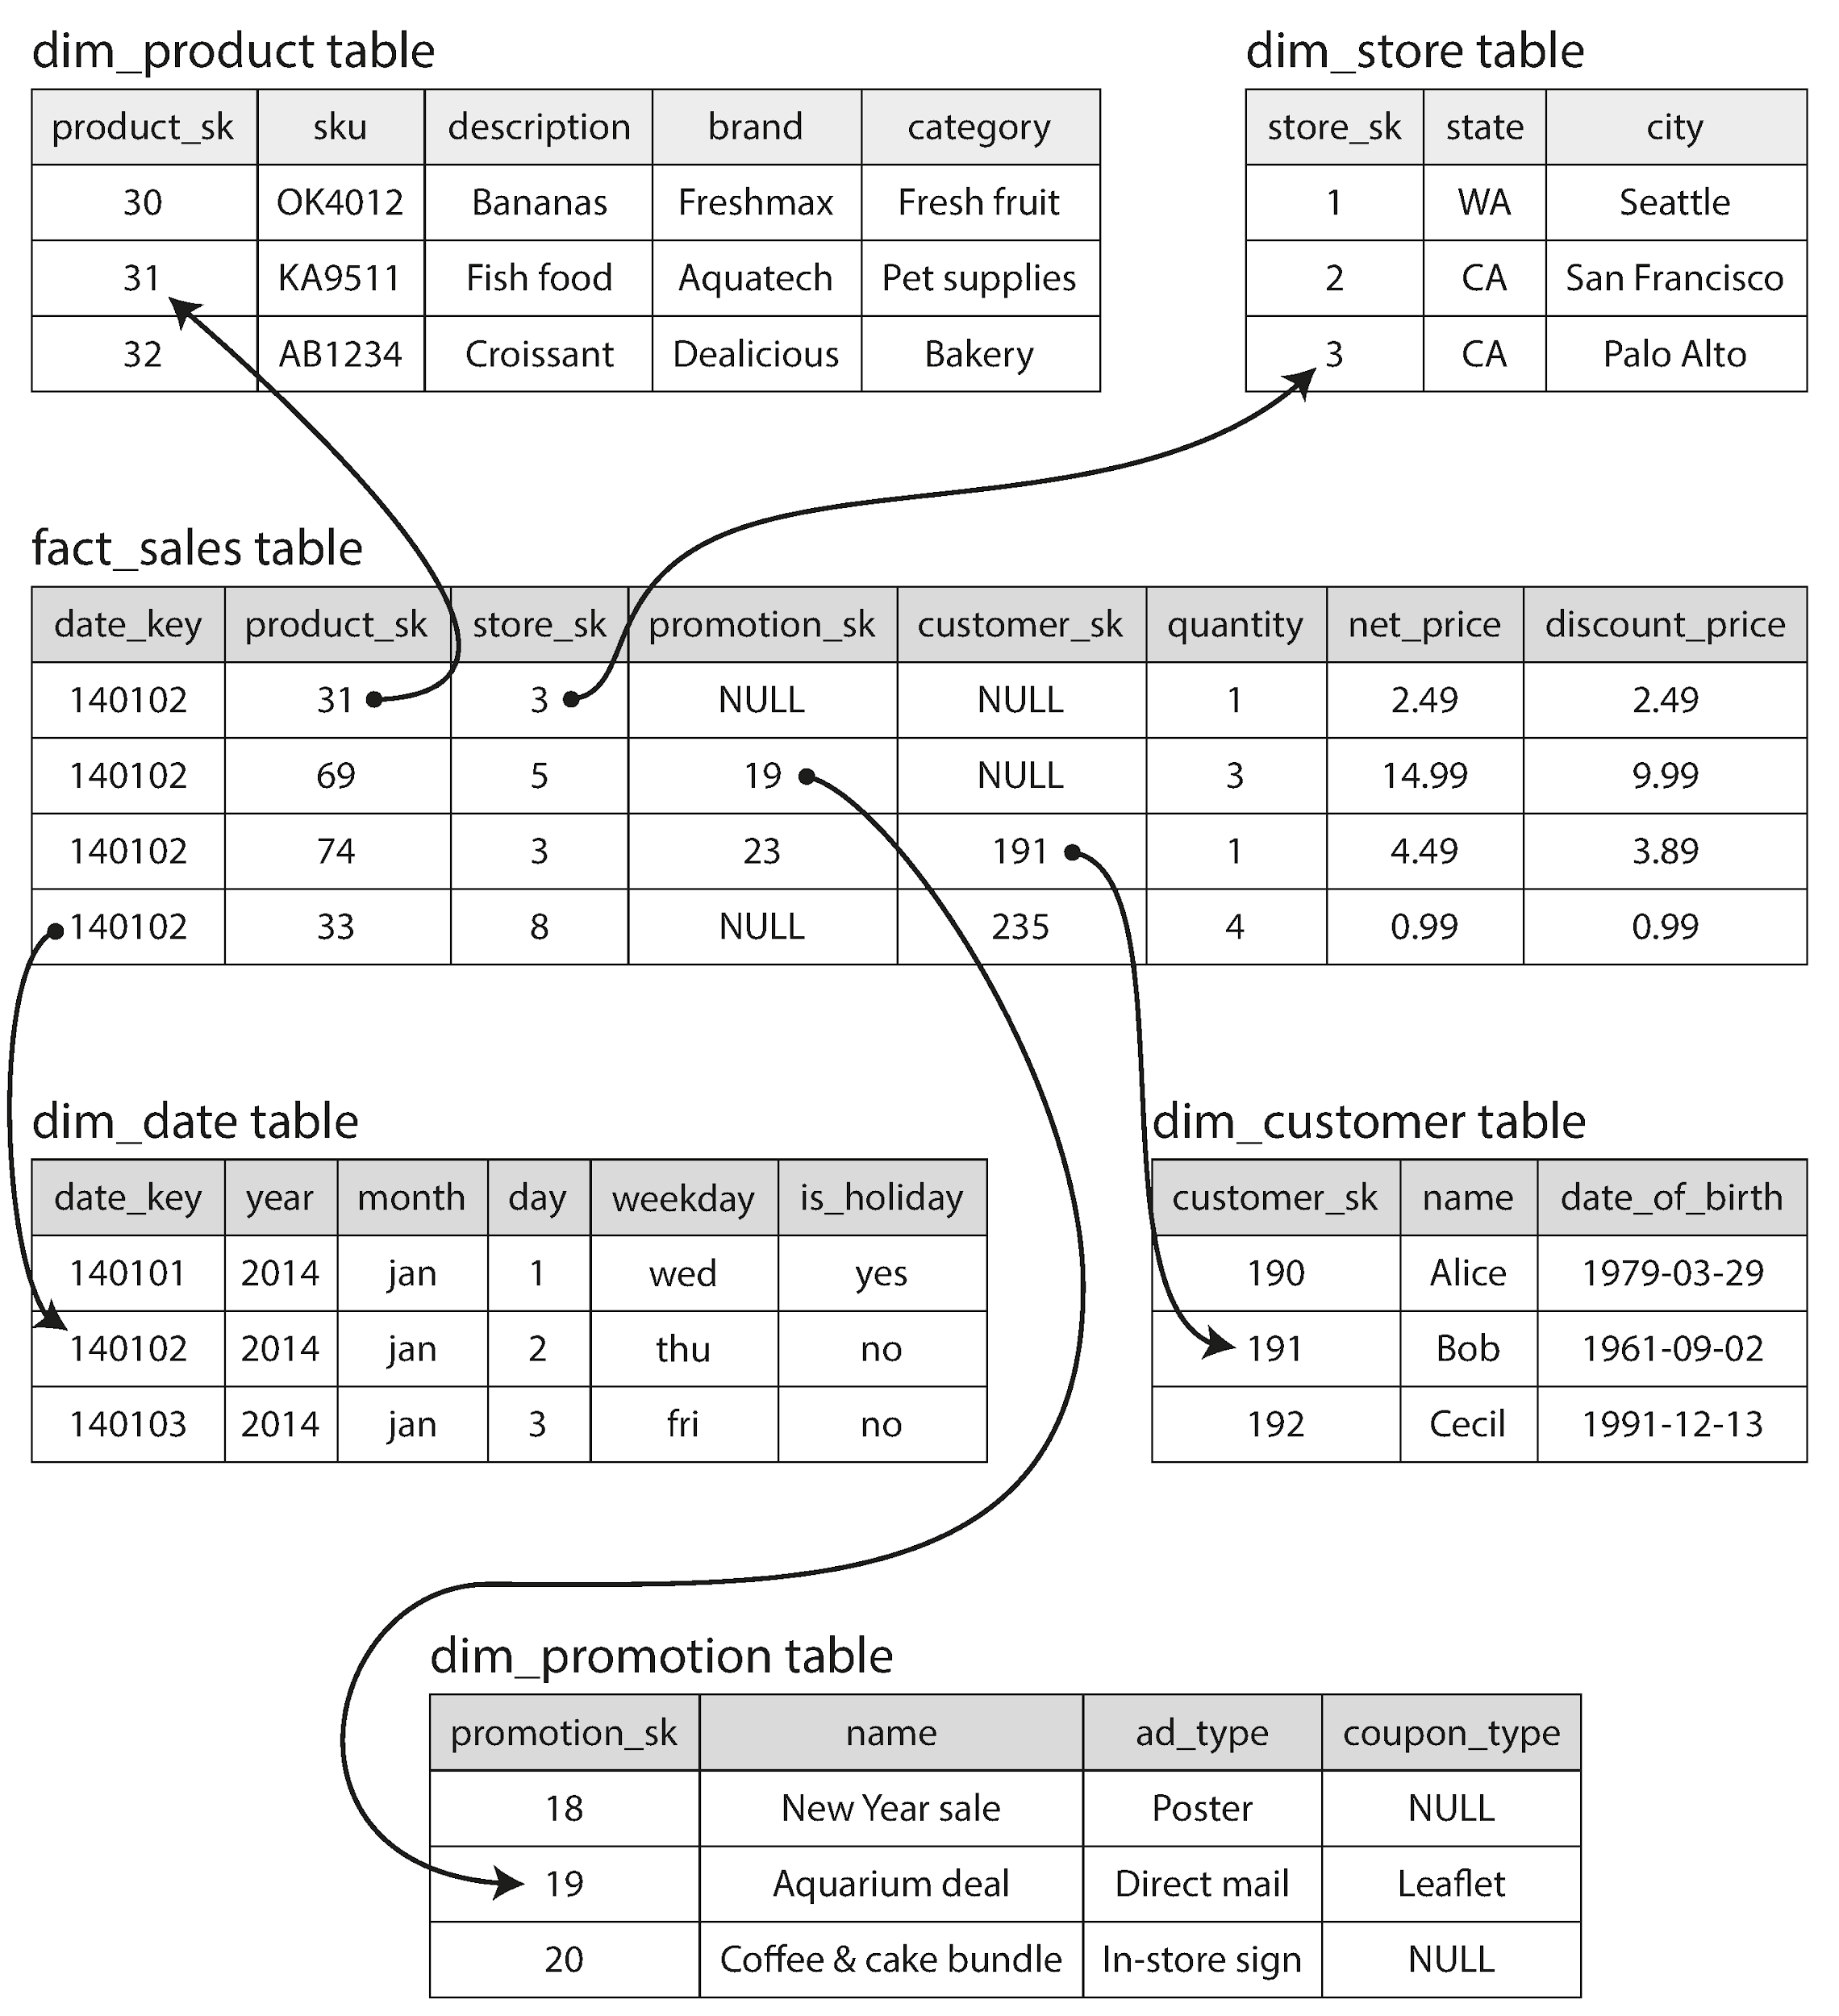 dim_product table
product_sk sku description brand category
30 OK4012 Bananas Freshmax Fresh fruit
31 KA9511 Fish food Aquatech Pet supplies
32 AB1234 Croissant Dealicious Bakery
dim_store table
store_sk state city
1 WA Seattle
2 CA San Francisco
3 CA Palo Alto
fact_sales table
date_key product_sk store_sk promotion_sk customer_sk quantity net_price discount_price
140102 31 3 NULL NULL 1 2.49 2.49
140102 69 5 19 NULL 3 14.99 9.99
140102 74 3 23 191 1 4.49 3.89
140102 33 8 NULL 235 4 0.99 0.99
dim_date table
date_key year month day weekday is_holiday
140101 2014 jan 1 wed yes
140102 2014 jan 2 thu no
140103 2014 jan 3 fri no
dim_customer table
customer_sk name date_of_birth
190 Alice 1979-03-29
191 Bob 1961-09-02
192 Cecil 1991-12-13
dim_promotion table
promotion_sk name ad_type coupon_type
18 New Year sale Poster NULL
19 Aquarium deal Direct mail Leaflet
20 Coffee & cake bundle In-store sign NULL